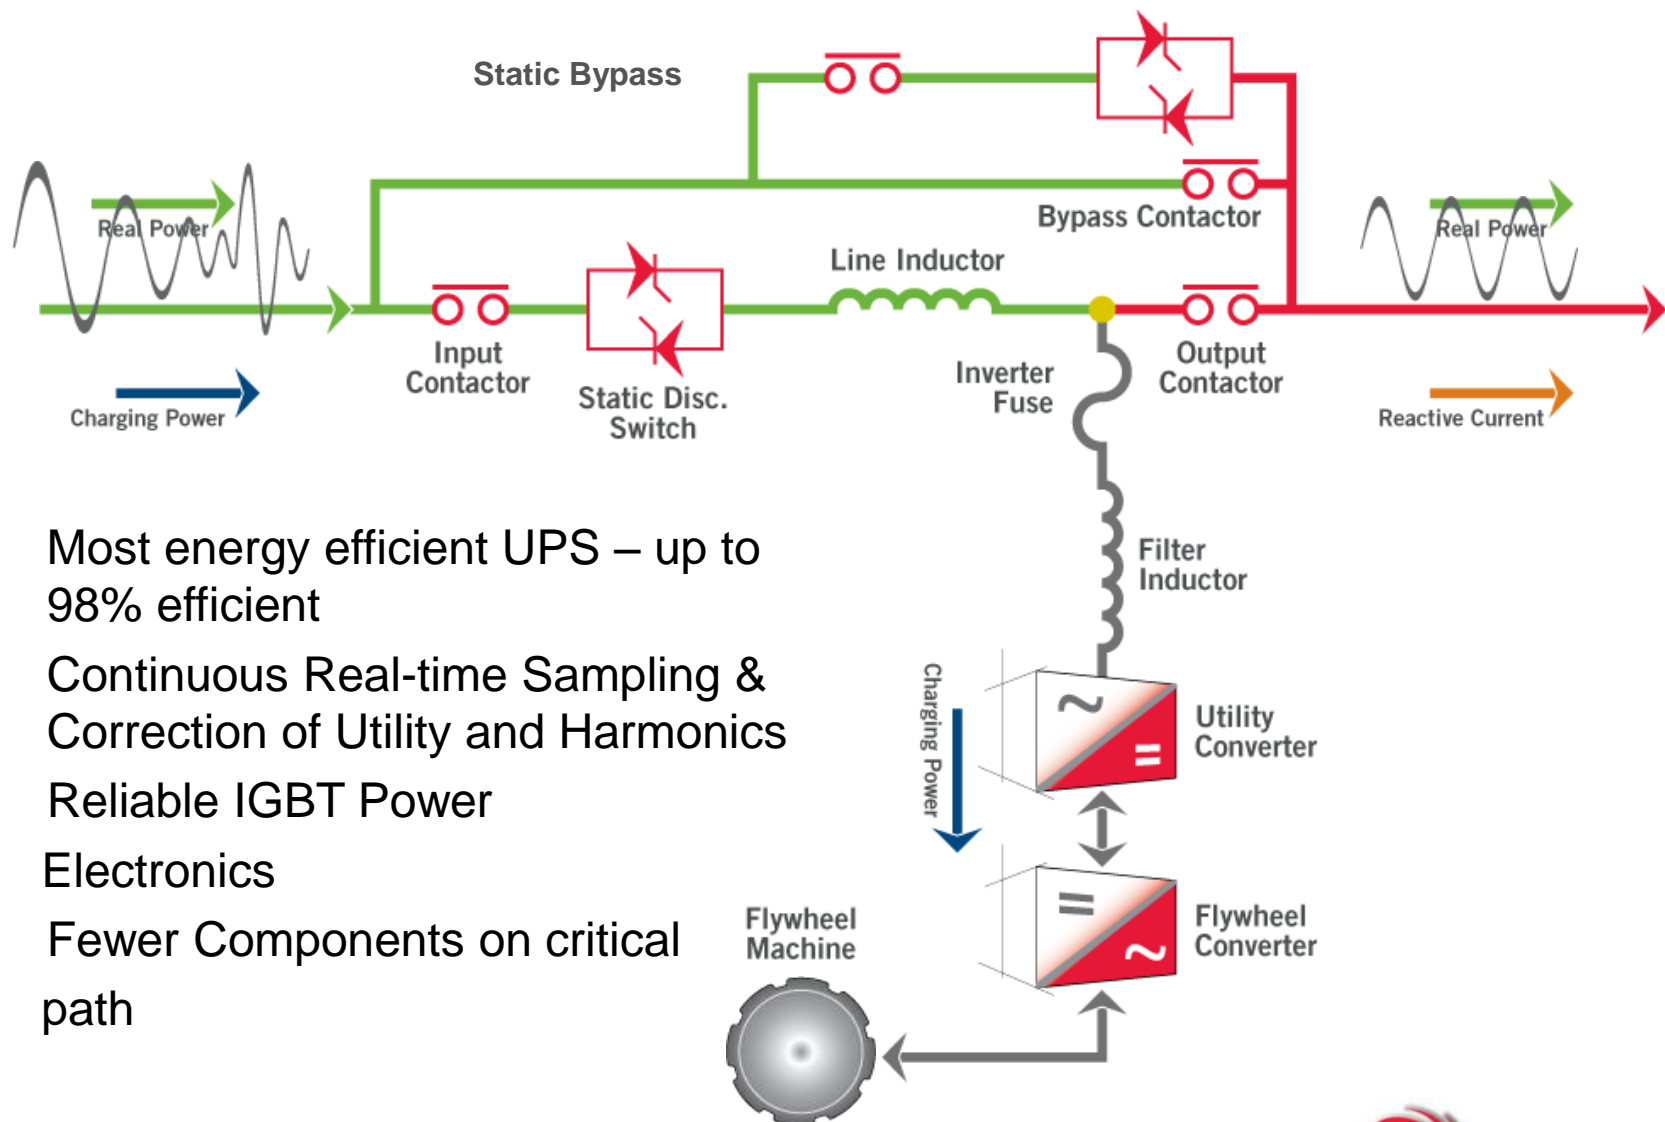 Static Bypass
Real Power
Bypass Contactor
Real Power
Line Inductor
Input
Contactor
Static Disc.
Switch
Inverter
Fuse
Output
Contactor
Charging Power
Reactive Current
Most energy efficient UPS – up to
98% efficient
Continuous Real-time Sampling &
Correction of Utility and Harmonics
Reliable IGBT Power
Electronics
Fewer Components on critical
path
Filter
Inductor
Charging Power
Utility
Converter
Flywheel
Machine
Flywheel
Converter